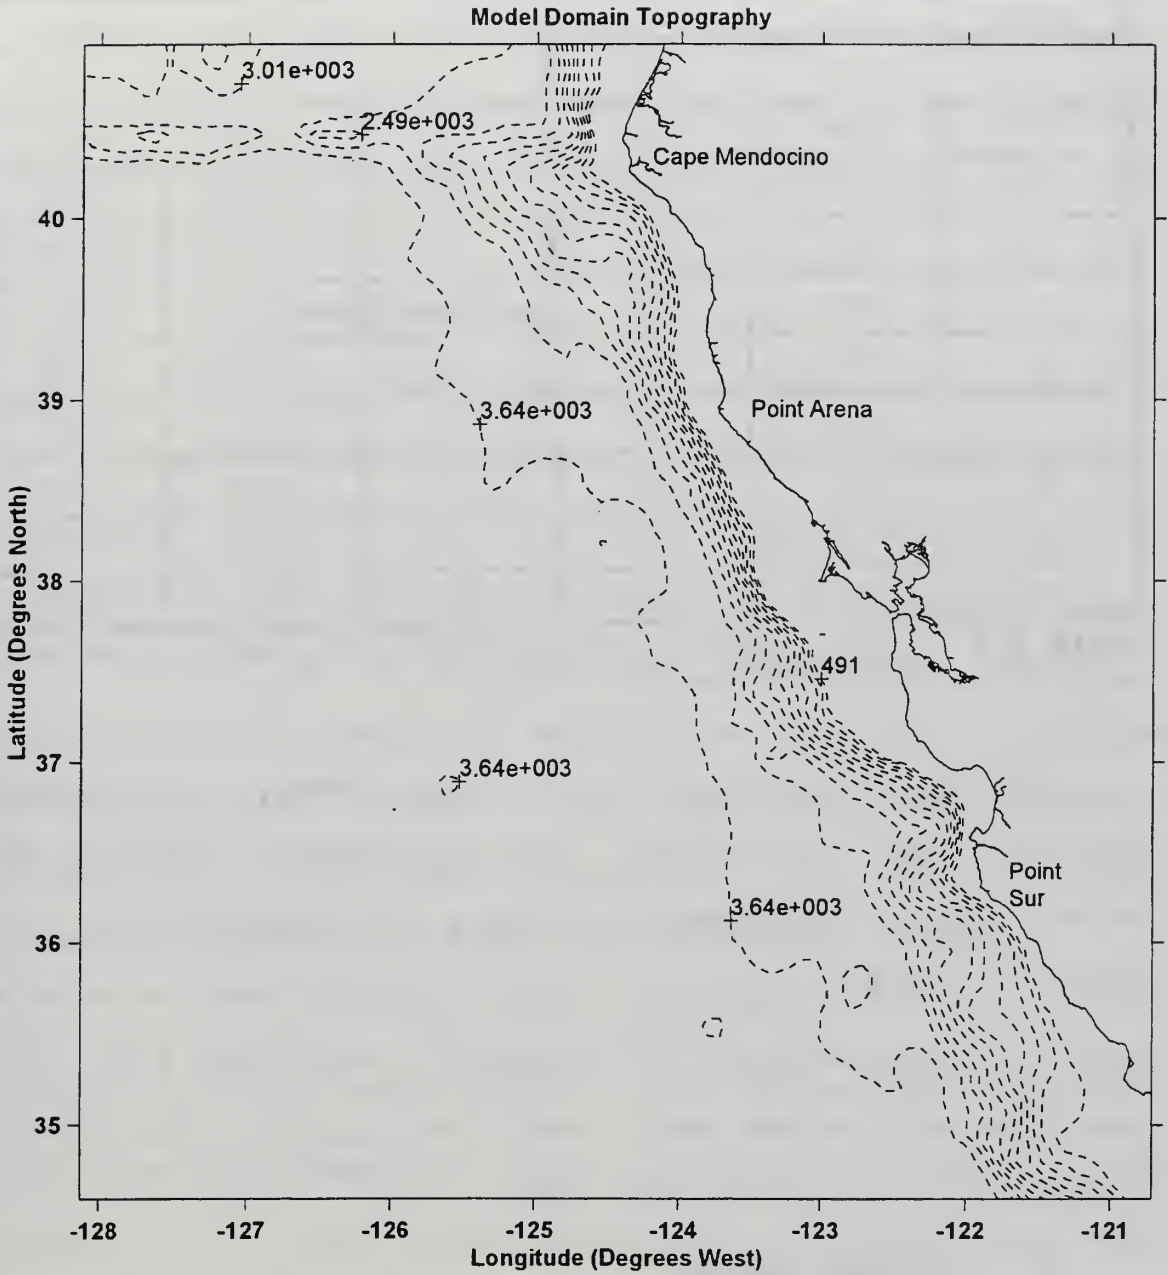 Model Domain Topography
3.01e+003
2.49e+003
Cape Mendocino
40
39
3.64e+003
Point Arena
38
Latitude (Degrees North)
491
37
3.64e+003
Point
Sur
3.64e+003
36
35
-128
-127
-126
-125
-124
-123
-122
-121
Longitude (Degrees West)